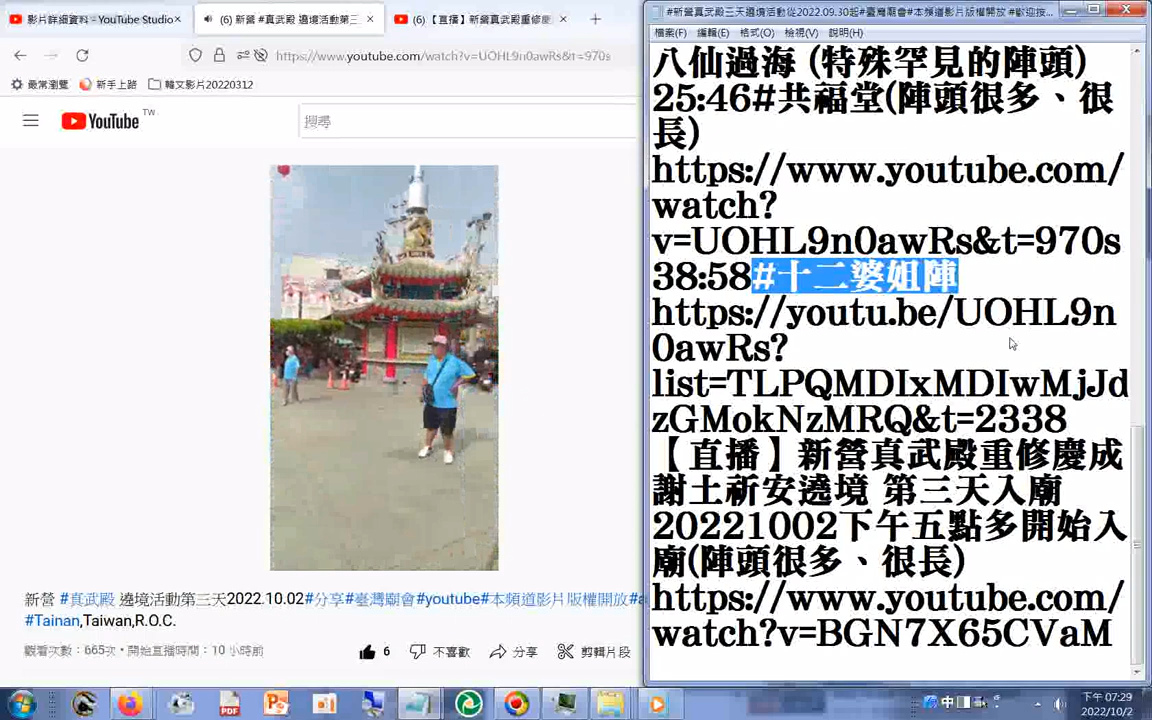 影片詳細資料 - YouTube Studio
(6) 新營 #真武殿 遶境活動第三
(6)【直播】新營真武殿重修慶
https://www.youtube.com/watch?v=UOHL9n0awRs&t=970s
最常瀏覽
新手上路
韓文影片20220312
YouTube TW
搜尋
新營 #真武殿 遶境活動第三天2022.10.02#分享#臺灣廟會#youtube#本頻道影片版權開放#a
#Tainan,Taiwan,R.O.C.
觀看次數：665次 • 開始直播時間：10 小時前
6
不喜歡
分享
剪輯片段
#新營真武殿三天遶境活動從2022.09.30起#臺灣廟會#本頻道影片版權開放 #歡迎按...
檔案(F) 編輯(E) 格式(O) 檢視(V) 說明(H)
八仙過海 (特殊罕見的陣頭)
25:46#共福堂(陣頭很多、很
長)
https://www.youtube.com/
watch?
v=UOHL9n0awRs&t=970s
38:58#十二婆姐陣
https://youtu.be/UOHL9n
0awRs?
list=TLPQMDIxMDIwMjJd
zGMokNzMRQ&t=2338
【直播】新營真武殿重修慶成
謝土祈安遶境 第三天入廟
20221002下午五點多開始入
廟(陣頭很多、很長)
https://www.youtube.com/
watch?v=BGN7X65CVaM
PDF
中
下午 07:29
2022/10/2